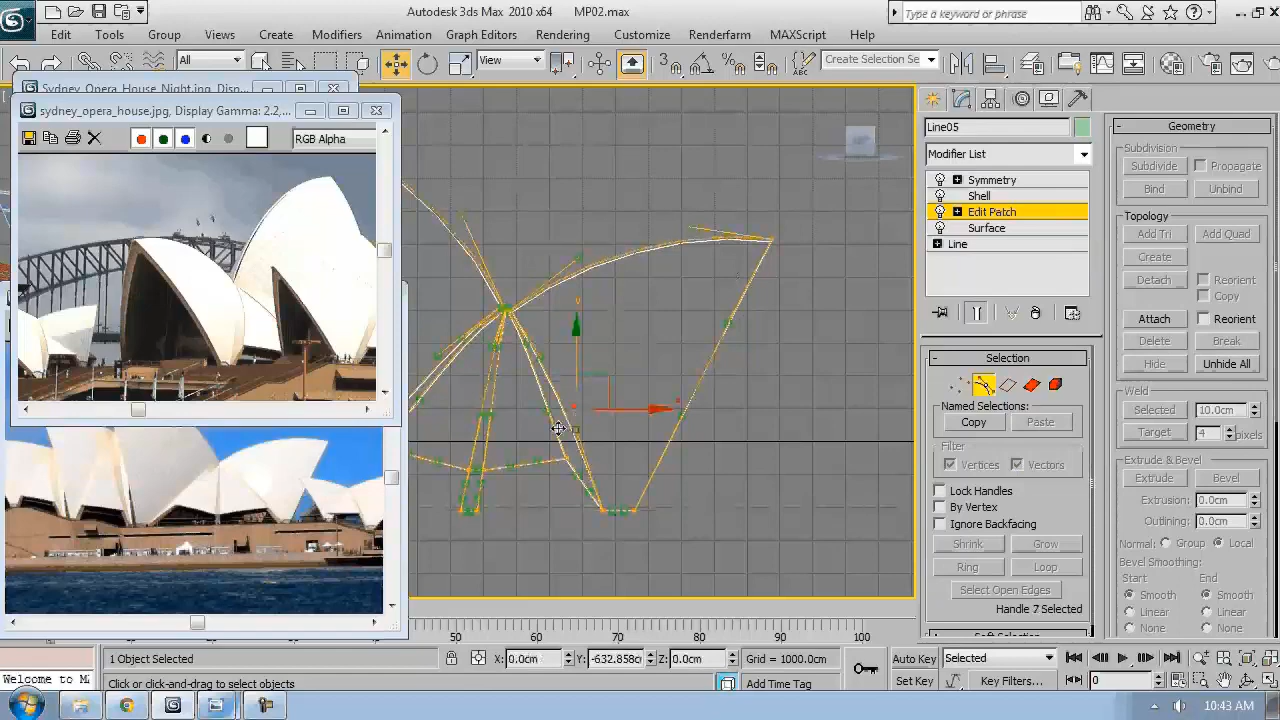 Autodesk 3ds Max 2010 x64 MP02.max
Type a keyword or phrase
Edit Tools Group Views Create Modifiers Animation Graph Editors Rendering Customize MAXScript Help
All View Create Selection Se
Sydney_Opera_House_Night.jpg, Disp...
sydney_opera_house.jpg, Display Gamma: 2.2,...
RGB Alpha
Line05
Modifier List
Symmetry
Shell
Edit Patch
Surface
Line
Selection
Named Selections:
Copy Paste
Filter
Vertices Vectors
Lock Handles
By Vertex
Ignore Backfacing
Shrink Grow
Ring Loop
Select Open Edges
Handle 7 Selected
Geometry
Subdivision
Subdivide Propagate
Bind Unbind
Topology
Add Tri Add Quad
Create
Detach Reorient
Copy
Attach Reorient
Delete Break
Hide Unhide All
Weld
Selected 10.0cm
Target 4 pixels
Extrude & Bevel
Extrude Bevel
Extrusion: 0.0cm
Outlining: 0.0cm
Normal: Group Local
Bevel Smoothing:
Start End
Smooth Smooth
Linear Linear
None None
50 60 70 80 90 100
1 Object Selected X: 0.0cm Y: -632.858cm Z: 0.0cm Grid = 1000.0cm Auto Key Selected
Welcome to M Click or click-and-drag to select objects Add Time Tag Set Key Key Filters... 0
10:43 AM